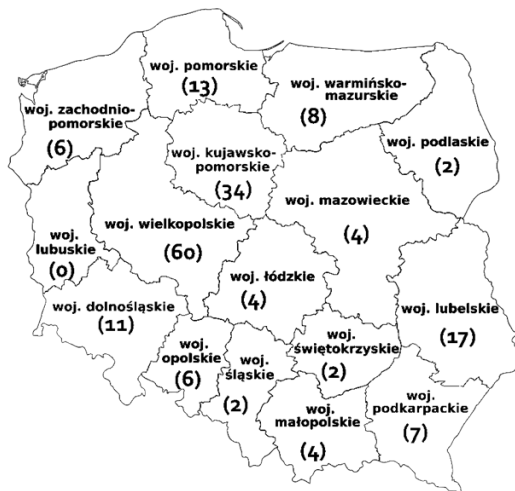 woj. pomorskie
(13)
woj. warmińsko-
mazurskie
(8)
woj. zachodnio-
pomorskie
(6)
woj. podlaskie
(2)
woj. kujawsko-
pomorskie
(34)
woj. mazowieckie
(4)
woj. wielkopolskie
(60)
woj.
lubuskie
(0)
woj. łódzkie
(4)
woj. dolnośląskie
(11)
woj. lubelskie
(17)
woj.
opolskie
(6)
woj.
śląskie
(2)
woj.
świętokrzyskie
(2)
woj.
małopolskie
(4)
woj.
podkarpackie
(7)